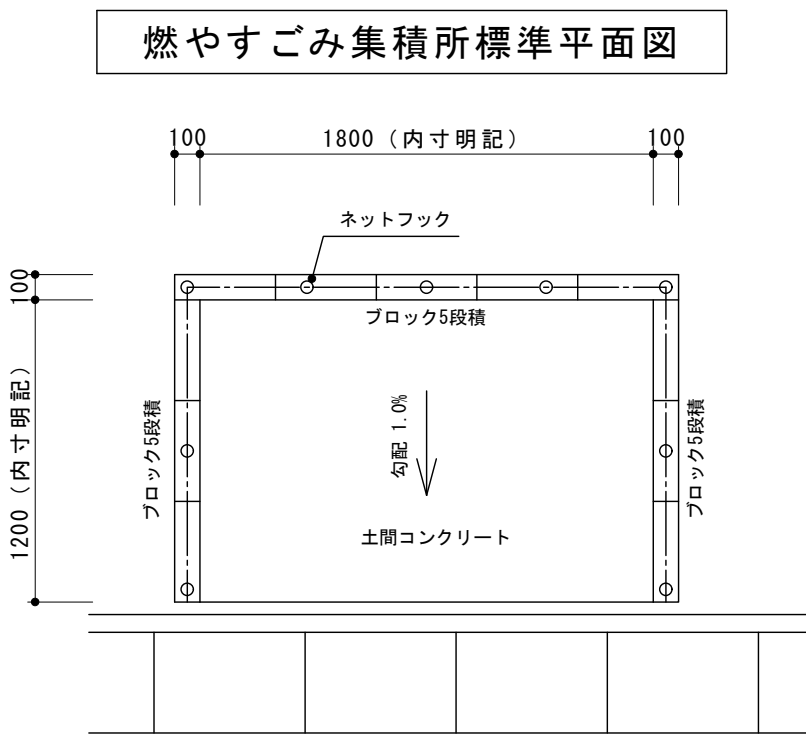 燃やすごみ集積所標準平面図
100
1800（内寸明記）
100
ネットフック
100
ブロック5段積
1200（内寸明記）
ブロック5段積
勾配 1.0%
ブロック5段積
土間コンクリート